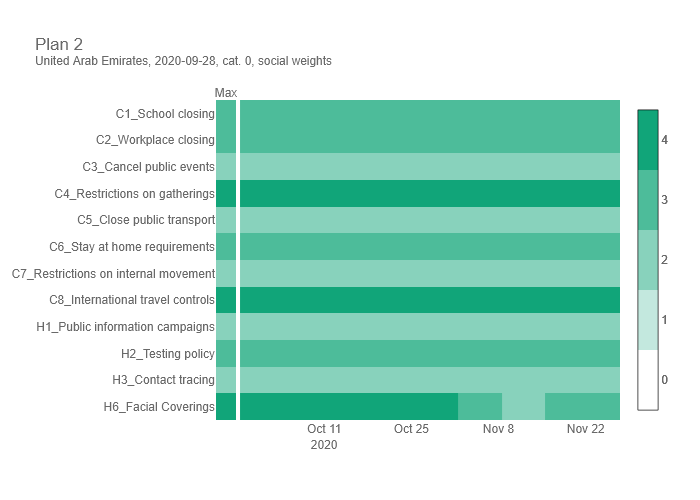 Plan 2
United Arab Emirates, 2020-09-28, cat. 0, social weights
Max
C1_School closing
C2_Workplace closing
C3_Cancel public events
C4_Restrictions on gatherings
C5_Close public transport
C6_Stay at home requirements
C7_Restrictions on internal movement
C8_International travel controls
H1_Public information campaigns
H2_Testing policy
H3_Contact tracing
H6_Facial Coverings
Oct 11 Oct 25 Nov 8 Nov 22
2020
4
3
2
1
0